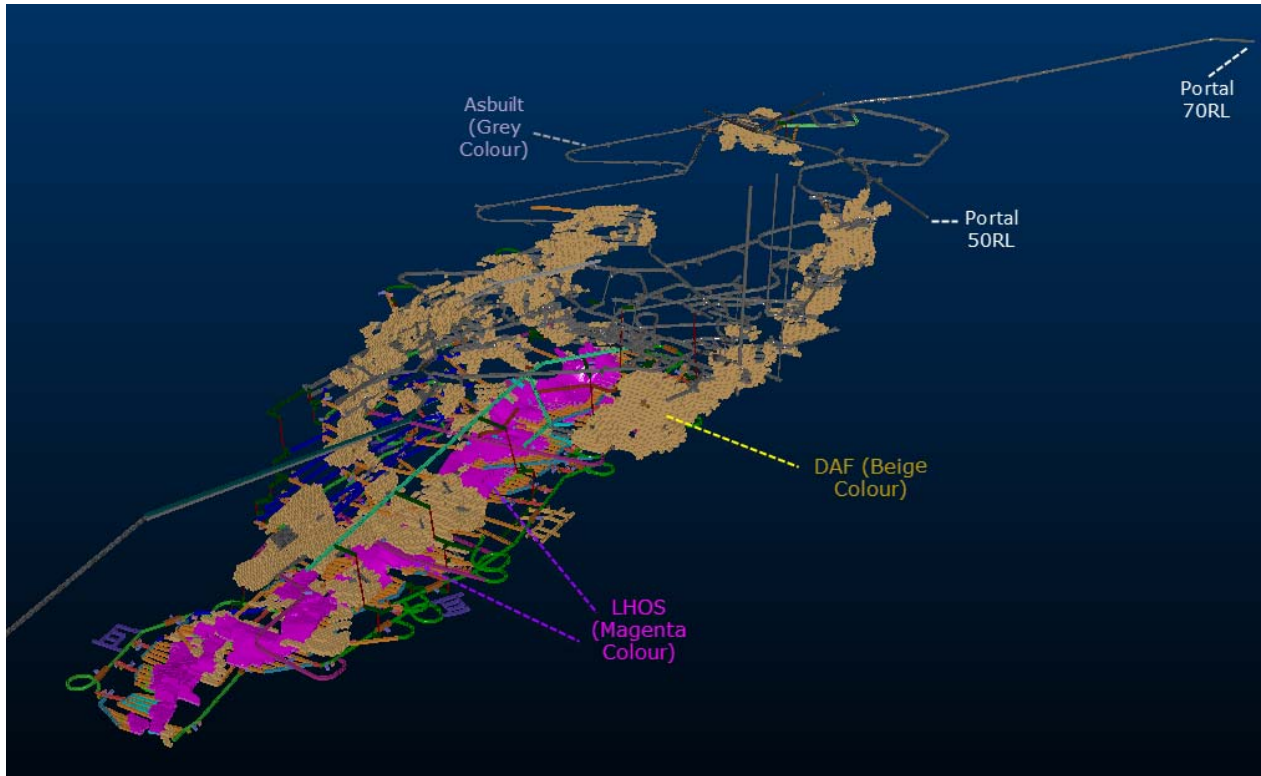 Portal
70RL
Asbuilt
(Grey
Colour)
Portal
50RL
DAF (Beige
Colour)
LHOS
(Magenta
Colour)